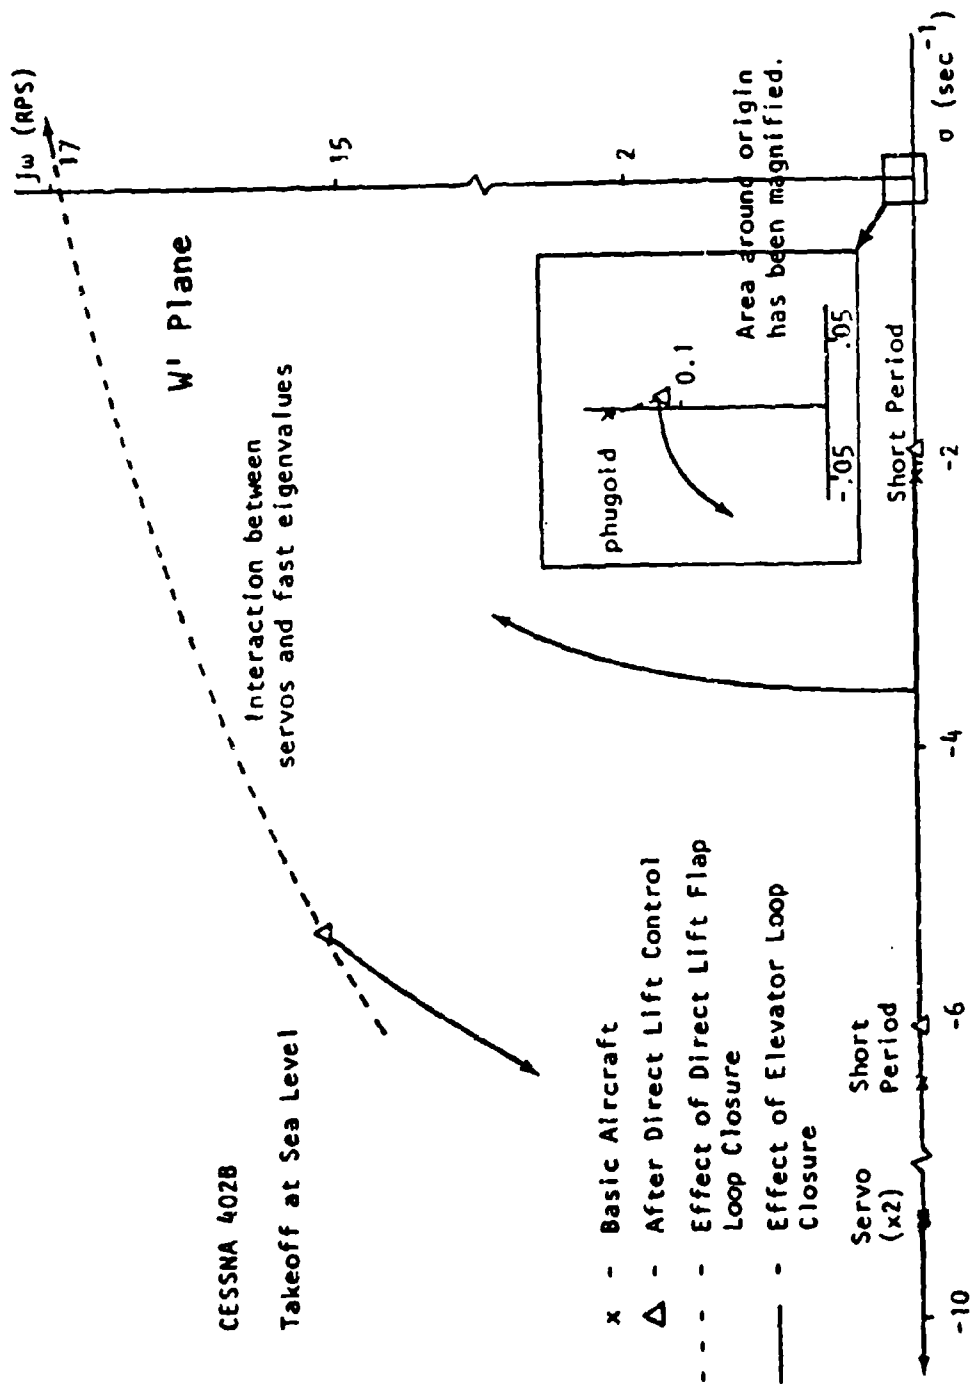 CESSNA 402B
Takeoff at Sea Level
x - Basic Aircraft
Δ - After Direct Lift Control
- - - - Effect of Direct Lift Flap
Loop Closure
—— - Effect of Elevator Loop
Closure
Interaction between
servos and fast eigenvalues
W' Plane
jω (RPS)
17
15
2
phugoid
0.1
-.05
.05
Area around origin
has been magnified.
Servo
(x2)
Short
Period
Short Period
-10
-6
-4
-2
σ (sec⁻¹)